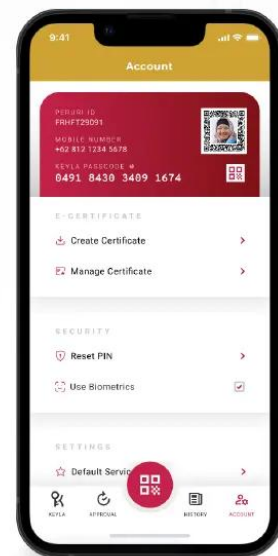 9:41
Account
PERURI ID
FRHFT29091
MOBILE NUMBER
+62 812 1234 5678
KEYLA PASSCODE
0491 8430 3409 1674
E-CERTIFICATE
Create Certificate
Manage Certificate
SECURITY
Reset PIN
Use Biometrics
SETTINGS
Default Servic
KEYLA
APPROVAL
HISTORY
ACCOUNT